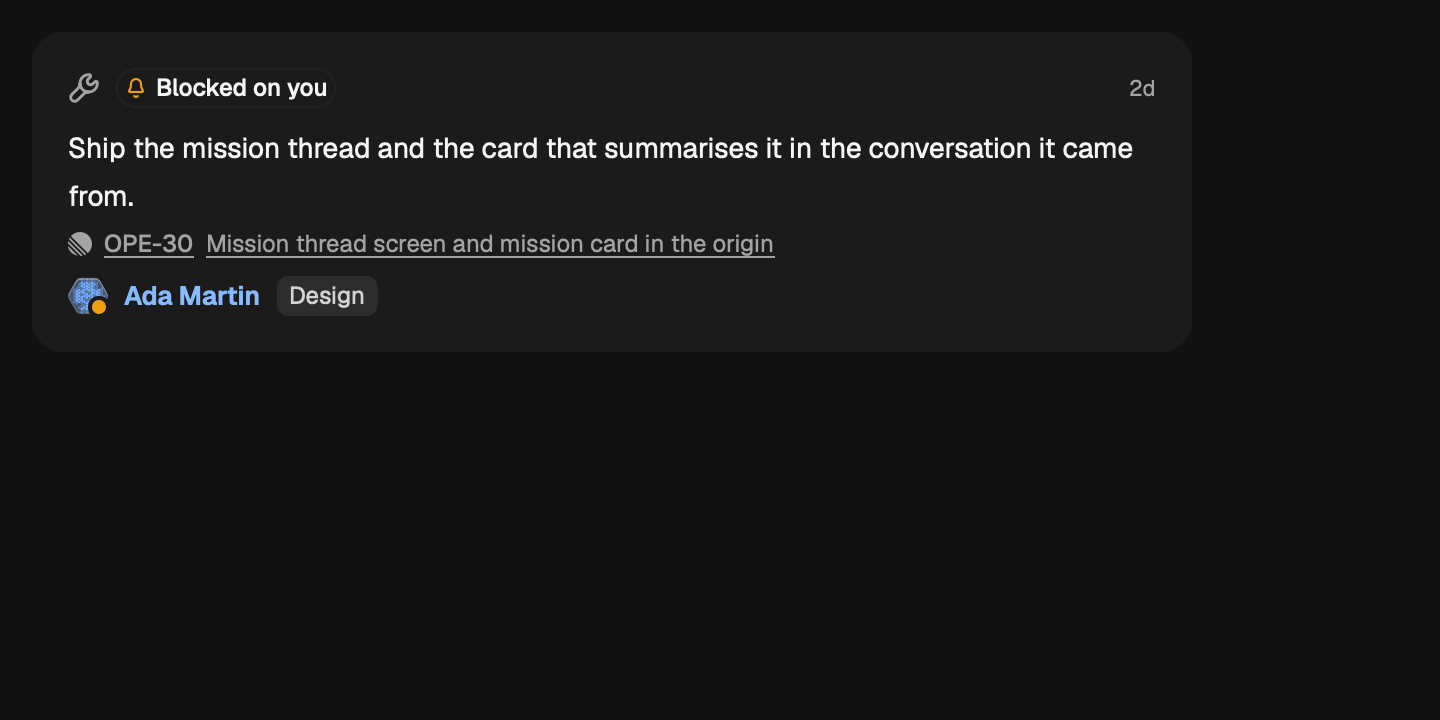 Blocked on you
2d
Ship the mission thread and the card that summarises it in the conversation it came
from.
OPE-30 Mission thread screen and mission card in the origin
Ada Martin Design